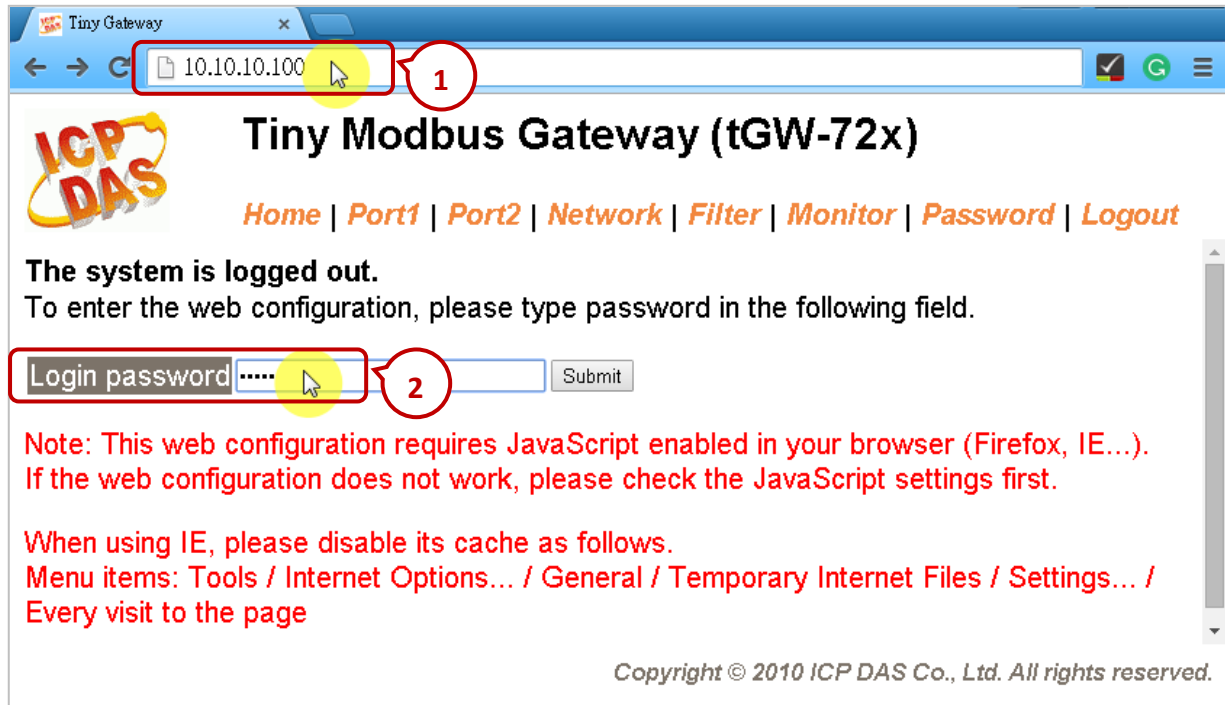 Tiny Gateway
10.10.10.100
1
ICP
DAS
Tiny Modbus Gateway (tGW-72x)
Home | Port1 | Port2 | Network | Filter | Monitor | Password | Logout
The system is logged out.
To enter the web configuration, please type password in the following field.
Login password ••••• Submit
2
Note: This web configuration requires JavaScript enabled in your browser (Firefox, IE...).
If the web configuration does not work, please check the JavaScript settings first.
When using IE, please disable its cache as follows.
Menu items: Tools / Internet Options... / General / Temporary Internet Files / Settings... /
Every visit to the page
Copyright © 2010 ICP DAS Co., Ltd. All rights reserved.